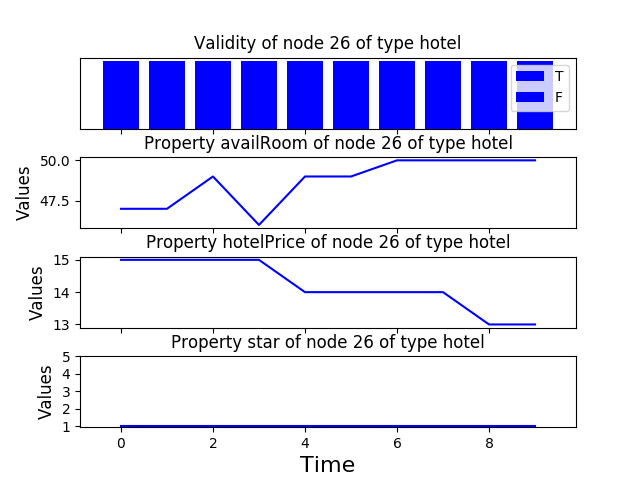 Validity of node 26 of type hotel
T
F
Property availRoom of node 26 of type hotel
50.0
47.5
Values
Property hotelPrice of node 26 of type hotel
15
14
13
Values
Property star of node 26 of type hotel
5
4
3
2
1
Values
0 2 4 6 8
Time